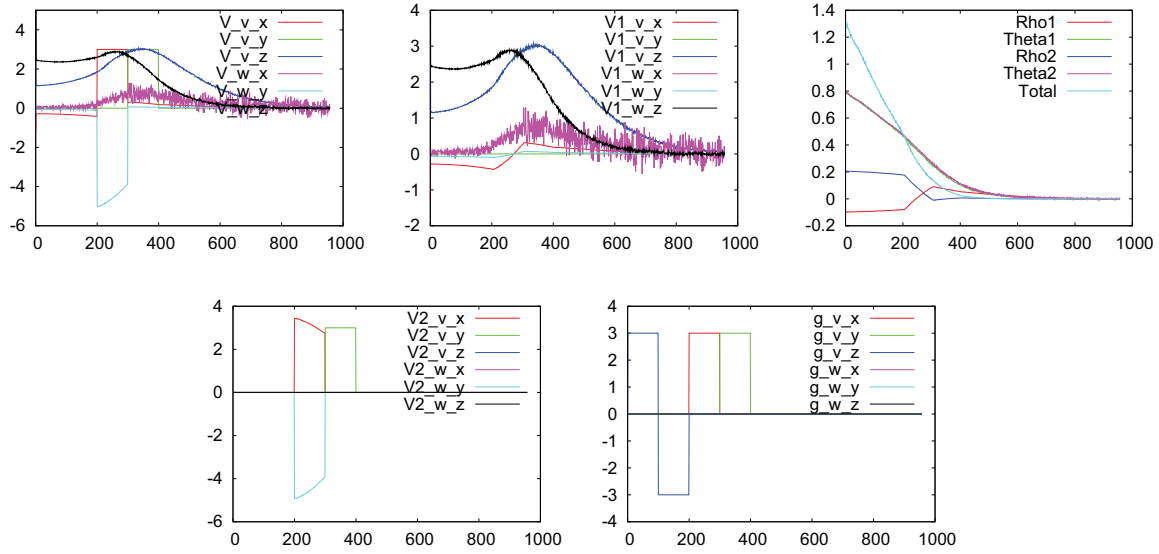 4
2
0
-2
-4
-6
0 200 400 600 800 1000
V_v_x
V_v_y
V_v_z
V_w_x
V_w_y
V_w_z
4
3
2
1
0
-1
-2
0 200 400 600 800 1000
V1_v_x
V1_v_y
V1_v_z
V1_w_x
V1_w_y
V1_w_z
1.4
1.2
1
0.8
0.6
0.4
0.2
0
-0.2
0 200 400 600 800 1000
Rho1
Theta1
Rho2
Theta2
Total
4
2
0
-2
-4
-6
0 200 400 600 800 1000
V2_v_x
V2_v_y
V2_v_z
V2_w_x
V2_w_y
V2_w_z
4
3
2
1
0
-1
-2
-3
-4
0 200 400 600 800 1000
g_v_x
g_v_y
g_v_z
g_w_x
g_w_y
g_w_z